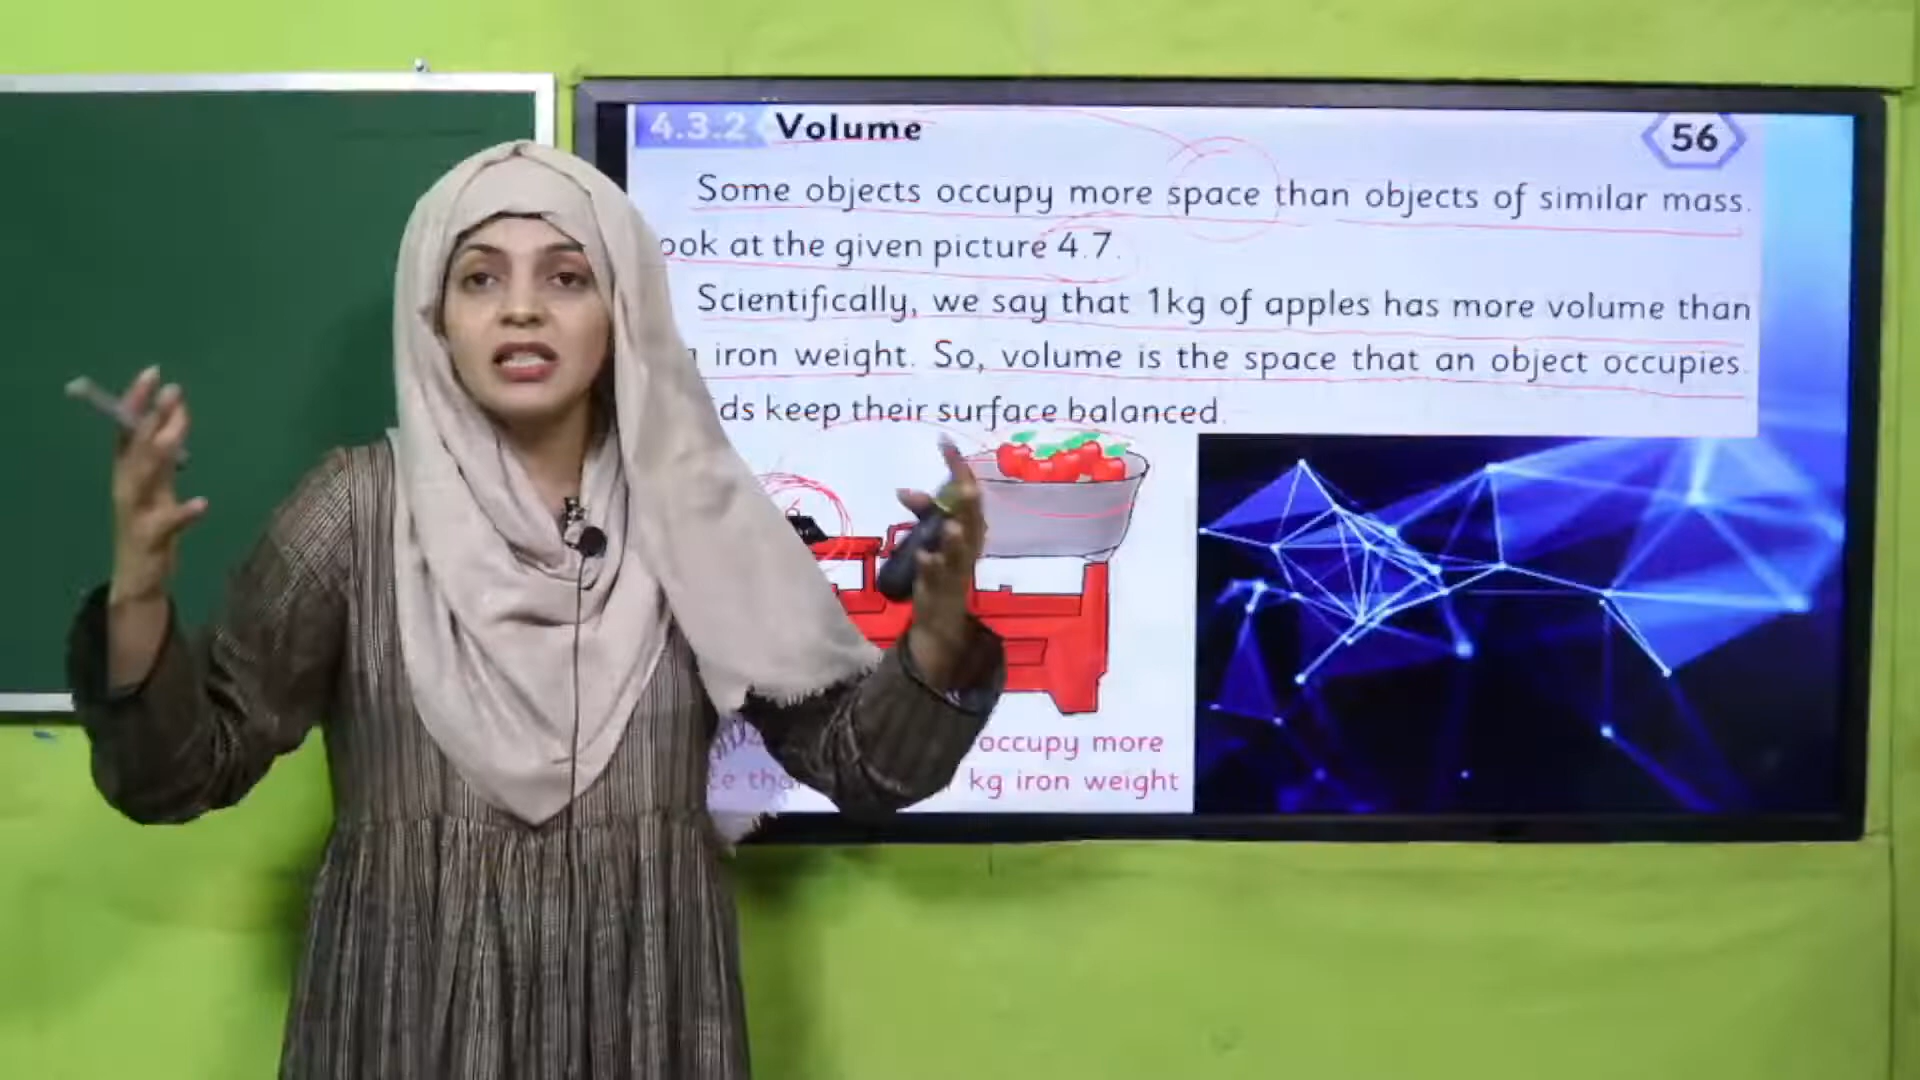 4.3.2 Volume
56
Some objects occupy more space than objects of similar mass.
ook at the given picture 4.7.
Scientifically, we say that 1kg of apples has more volume than
iron weight. So, volume is the space that an object occupies.
ds keep their surface balanced.
occupy more
kg iron weight